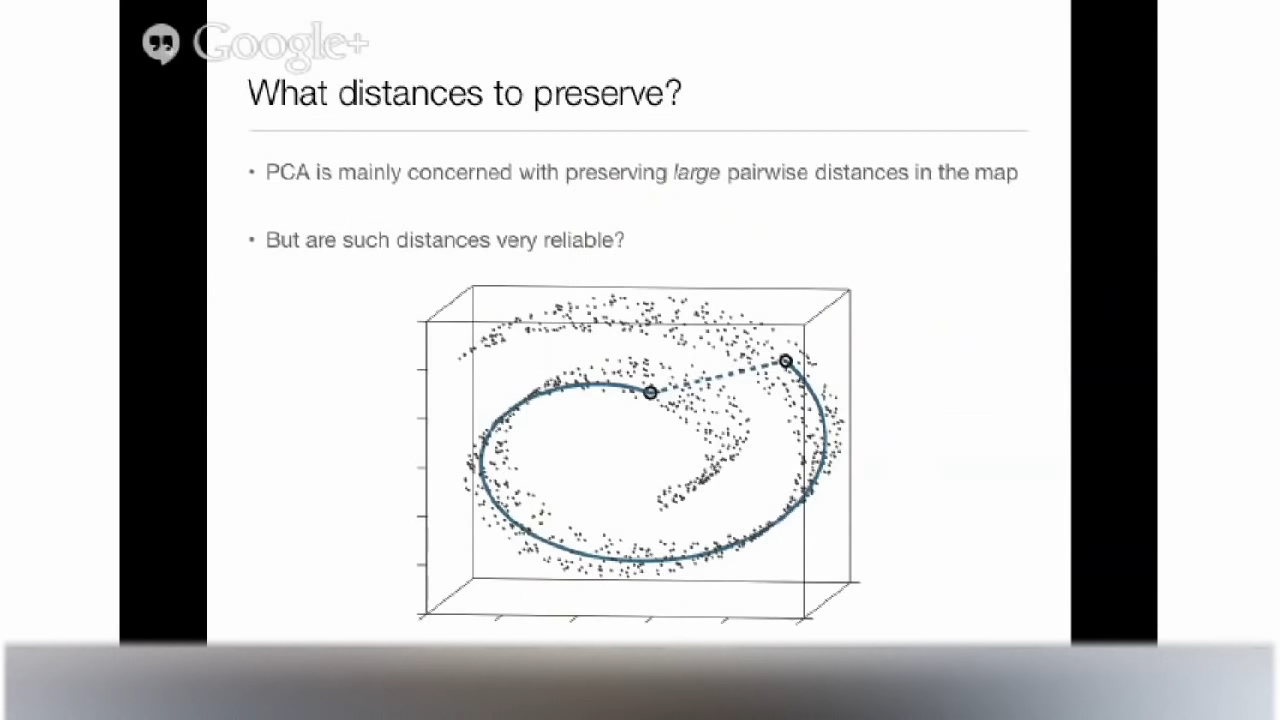 Google+
What distances to preserve?
• PCA is mainly concerned with preserving large pairwise distances in the map
• But are such distances very reliable?